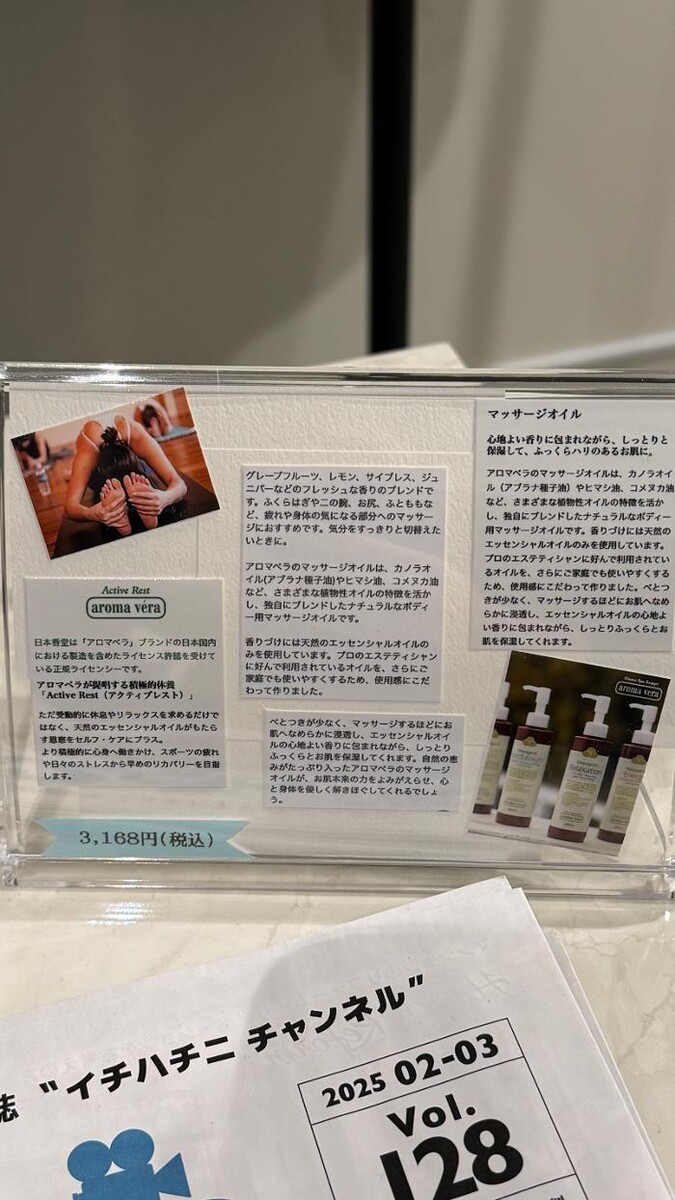 Active Rest
aroma véra
日本香堂は「アロマベラ」ブランドの日本国内
における製造を含めたライセンス許諾を受けて
いる正規ライセンシーです。
アロマベラが提唱する積極的休養
「Active Rest（アクティブレスト）」
ただ受動的に休息やリラックスを求めるだけで
はなく、天然のエッセンシャルオイルがもたら
す恩恵をセルフ・ケアにプラス。
より積極的に心身へ働きかけ、スポーツの疲れ
や日々のストレスから早めのリカバリーを目指
します。
3,168円(税込)
グレープフルーツ、レモン、サイプレス、ジュ
ニパーなどのフレッシュな香りのブレンドで
す。ふくらはぎや二の腕、お尻、ふとももな
ど、疲れや身体の気になる部分へのマッサー
ジにおすすめです。気分をすっきりと切替えた
いときに。
アロマベラのマッサージオイルは、カノラオ
イル(アブラナ種子油)やヒマシ油、コメヌカ油
など、さまざまな植物性オイルの特徴を活か
し、独自にブレンドしたナチュラルなボディ
ー用マッサージオイルです。
香りづけには天然のエッセンシャルオイルの
みを使用しています。プロのエステティシャン
に好んで利用されているオイルを、さらにご
家庭でも使いやすくするため、使用感にこだ
わって作りました。
べとつきが少なく、マッサージするほどにお
肌へなめらかに浸透し、エッセンシャルオイ
ルの心地よい香りに包まれながら、しっとり
ふっくらとお肌を保湿してくれます。自然の恵
みがたっぷり入ったアロマベラのマッサージ
オイルが、お肌本来の力をよみがえらせ、心
と身体を優しく解きほぐしてくれるでしょ
う。
マッサージオイル
心地よい香りに包まれながら、しっとりと
保湿して、ふっくらハリのあるお肌に。
アロマベラのマッサージオイルは、カノラオイ
ル（アブラナ種子油）やヒマシ油、コメヌカ油
など、さまざまな植物性オイルの特徴を活か
し、独自にブレンドしたナチュラルなボディー
用マッサージオイルです。香りづけには天然の
エッセンシャルオイルのみを使用しています。
プロのエステティシャンに好んで利用されてい
るオイルを、さらにご家庭でも使いやすくする
ため、使用感にこだわって作りました。べとつ
きが少なく、マッサージするほどにお肌へなめ
らかに浸透し、エッセンシャルオイルの心地よ
い香りに包まれながら、しっとりふっくらとお
肌を保湿してくれます。
aroma véra
Relaxation
誌 “イチハチニ チャンネル”
2025 02-03
Vol.
128